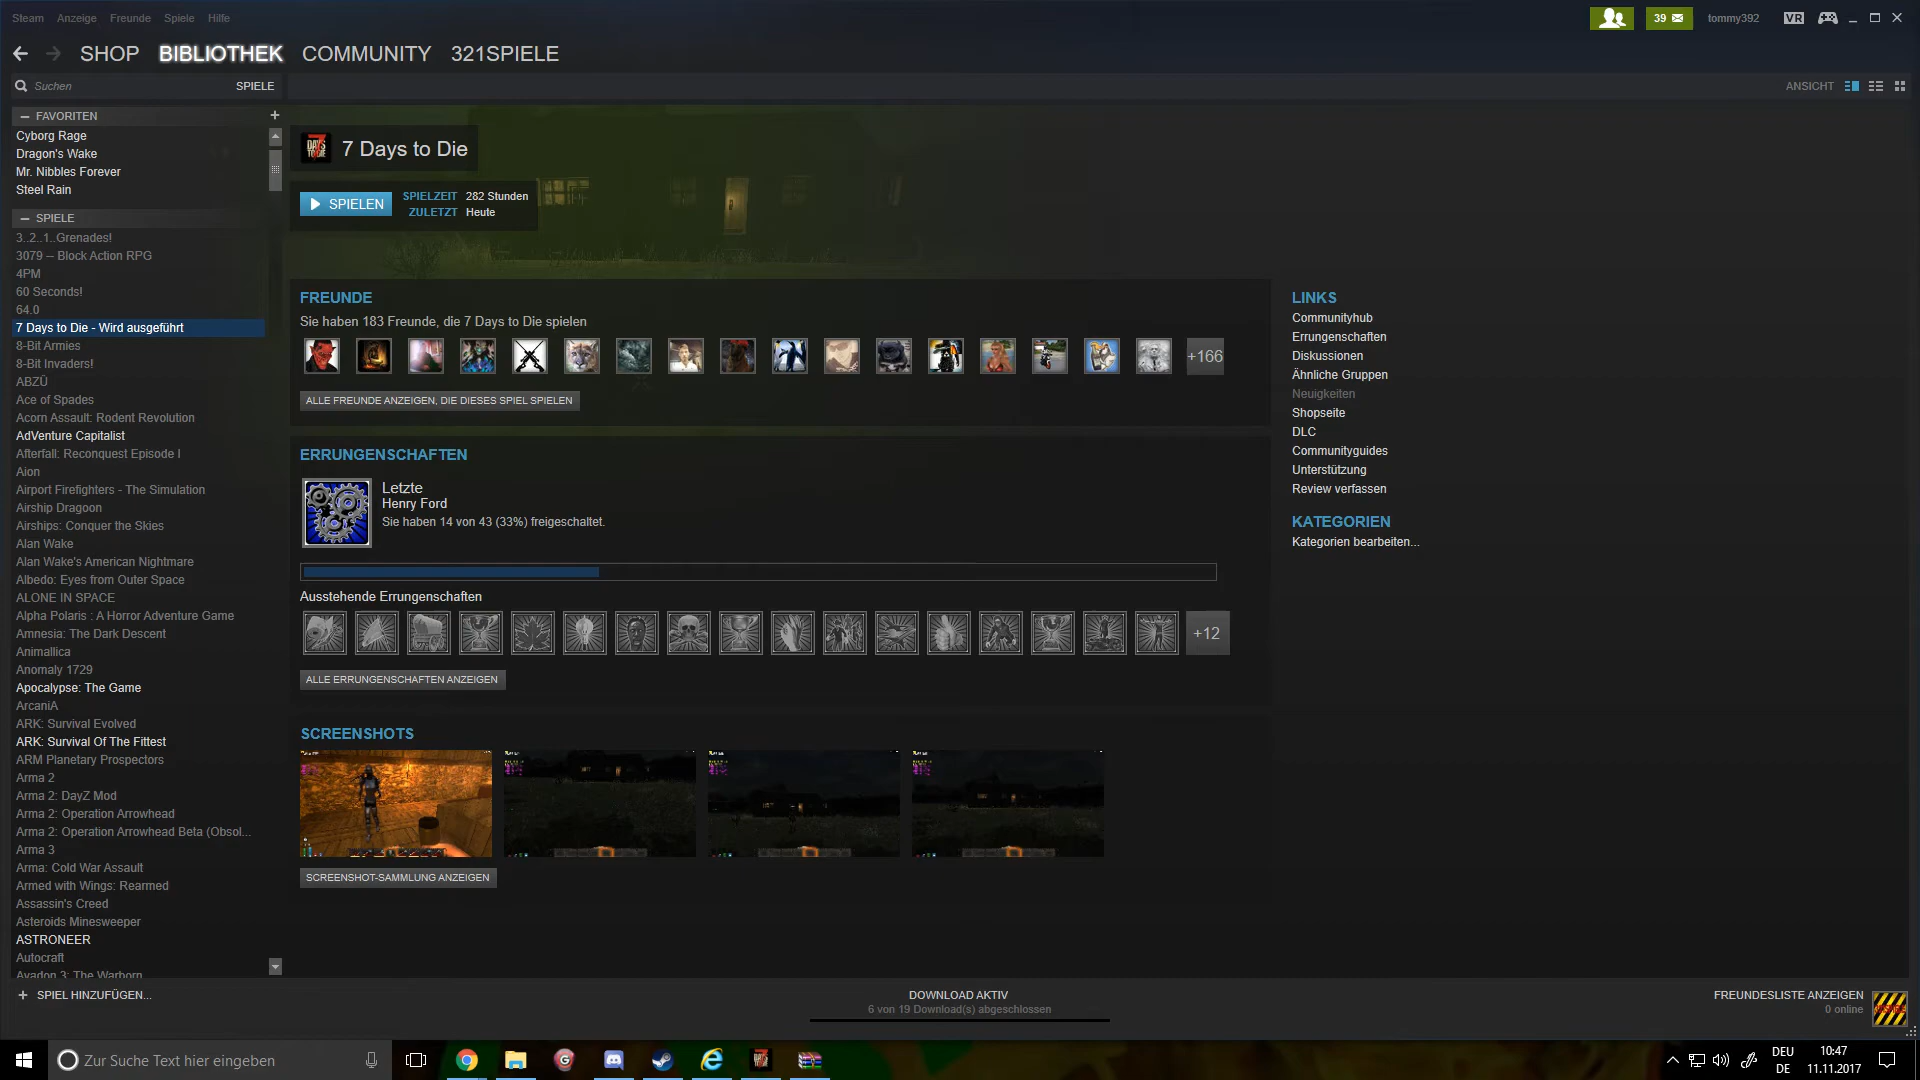 Steam Anzeige Freunde Spiele Hilfe
39 tommy392 VR
SHOP BIBLIOTHEK COMMUNITY 321SPIELE
Suchen SPIELE ANSICHT
FAVORITEN
Cyborg Rage
Dragon's Wake
Mr. Nibbles Forever
Steel Rain
SPIELE
3..2..1..Grenades!
3079 -- Block Action RPG
4PM
60 Seconds!
64.0
7 Days to Die - Wird ausgeführt
8-Bit Armies
8-Bit Invaders!
ABZÛ
Ace of Spades
Acorn Assault: Rodent Revolution
AdVenture Capitalist
Afterfall: Reconquest Episode I
Aion
Airport Firefighters - The Simulation
Airship Dragoon
Airships: Conquer the Skies
Alan Wake
Alan Wake's American Nightmare
Albedo: Eyes from Outer Space
ALONE IN SPACE
Alpha Polaris : A Horror Adventure Game
Amnesia: The Dark Descent
Animallica
Anomaly 1729
Apocalypse: The Game
ArcaniA
ARK: Survival Evolved
ARK: Survival Of The Fittest
ARM Planetary Prospectors
Arma 2
Arma 2: DayZ Mod
Arma 2: Operation Arrowhead
Arma 2: Operation Arrowhead Beta (Obsol...
Arma 3
Arma: Cold War Assault
Armed with Wings: Rearmed
Assassin's Creed
Asteroids Minesweeper
ASTRONEER
Autocraft
Avadon 3: The Warborn
SPIEL HINZUFÜGEN...
7 DAYS TO DIE
7 Days to Die
SPIELEN
SPIELZEIT 282 Stunden
ZULETZT Heute
FREUNDE
Sie haben 183 Freunde, die 7 Days to Die spielen
+166
ALLE FREUNDE ANZEIGEN, DIE DIESES SPIEL SPIELEN
ERRUNGENSCHAFTEN
Letzte
Henry Ford
Sie haben 14 von 43 (33%) freigeschaltet.
Ausstehende Errungenschaften
+12
ALLE ERRUNGENSCHAFTEN ANZEIGEN
SCREENSHOTS
SCREENSHOT-SAMMLUNG ANZEIGEN
LINKS
Communityhub
Errungenschaften
Diskussionen
Ähnliche Gruppen
Neuigkeiten
Shopseite
DLC
Communityguides
Unterstützung
Review verfassen
KATEGORIEN
Kategorien bearbeiten...
DOWNLOAD AKTIV
6 von 19 Download(s) abgeschlossen
FREUNDESLISTE ANZEIGEN
0 online
Zur Suche Text hier eingeben
DEU
DE
10:47
11.11.2017